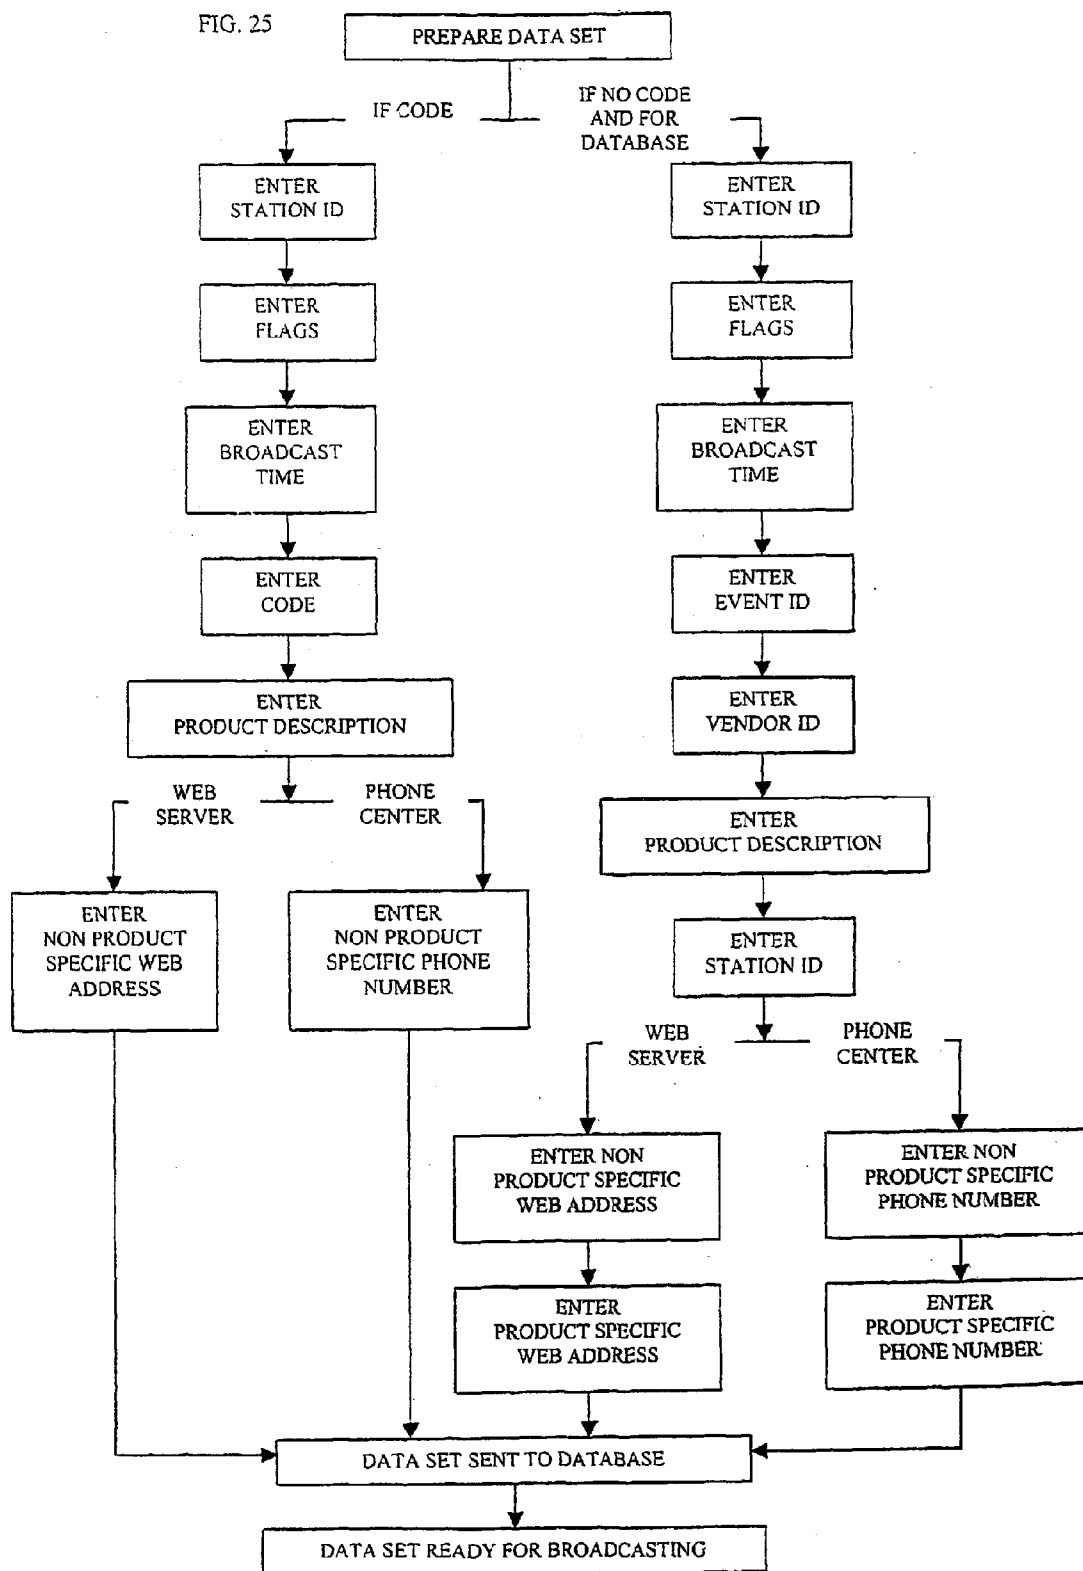 FIG. 25
PREPARE DATA SET
IF CODE
IF NO CODE
AND FOR
DATABASE
ENTER
STATION ID
ENTER
FLAGS
ENTER
BROADCAST
TIME
ENTER
CODE
ENTER
PRODUCT DESCRIPTION
WEB
SERVER
PHONE
CENTER
ENTER
NON PRODUCT
SPECIFIC WEB
ADDRESS
ENTER
NON PRODUCT
SPECIFIC PHONE
NUMBER
ENTER
STATION ID
ENTER
FLAGS
ENTER
BROADCAST
TIME
ENTER
EVENT ID
ENTER
VENDOR ID
ENTER
PRODUCT DESCRIPTION
ENTER
STATION ID
WEB
SERVER
PHONE
CENTER
ENTER NON
PRODUCT SPECIFIC
WEB ADDRESS
ENTER
PRODUCT SPECIFIC
WEB ADDRESS
ENTER NON
PRODUCT SPECIFIC
PHONE NUMBER
ENTER
PRODUCT SPECIFIC
PHONE NUMBER
DATA SET SENT TO DATABASE
DATA SET READY FOR BROADCASTING